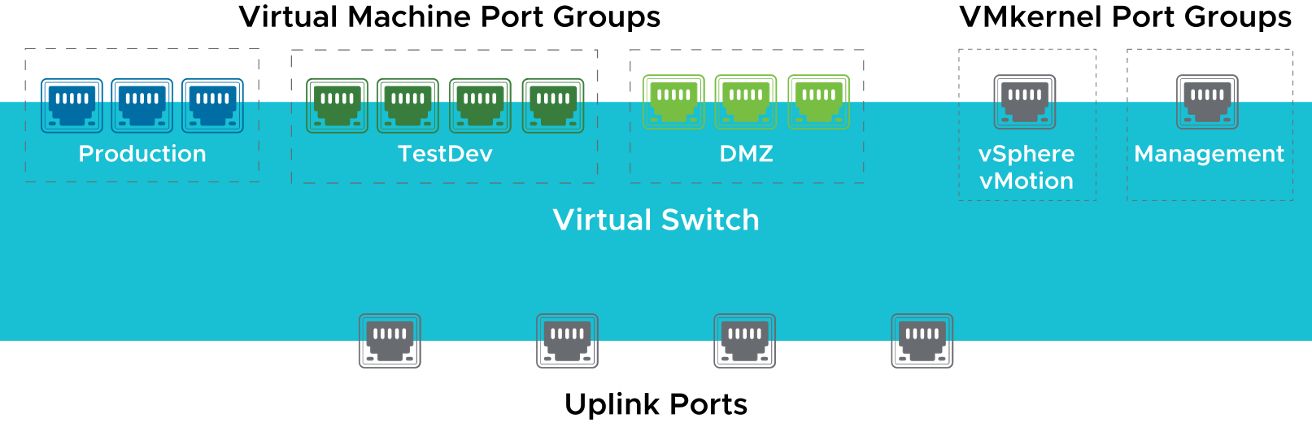 Virtual Machine Port Groups
VMkernel Port Groups
Production
TestDev
DMZ
vSphere
vMotion
Management
Virtual Switch
Uplink Ports